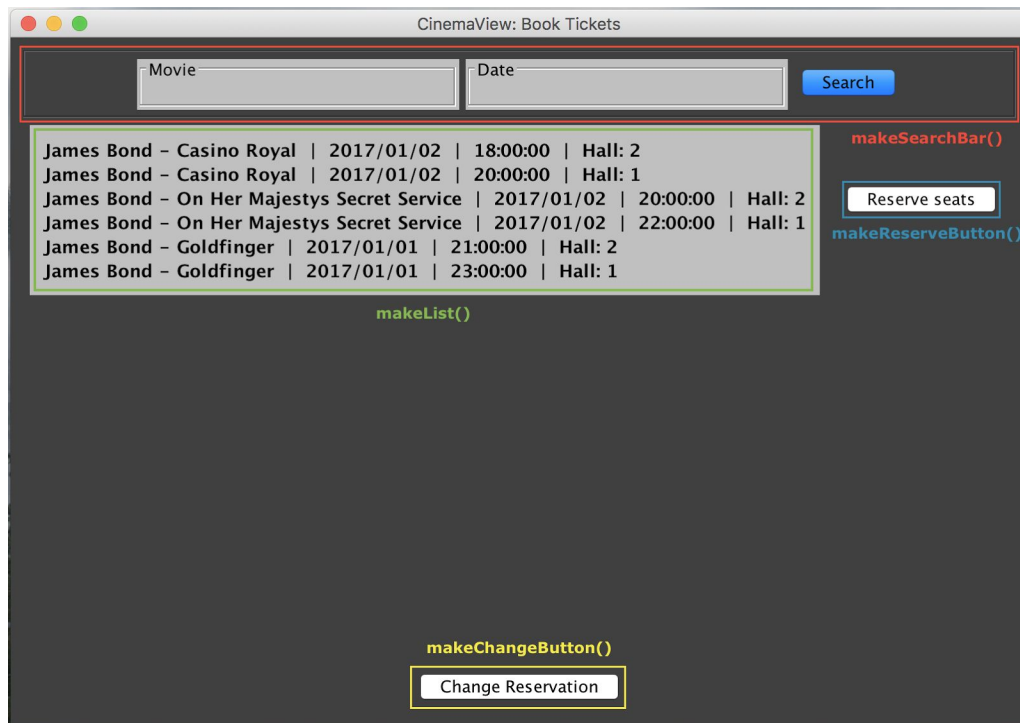 CinemaView: Book Tickets
Movie
Date
Search
makeSearchBar()
James Bond – Casino Royal | 2017/01/02 | 18:00:00 | Hall: 2
James Bond – Casino Royal | 2017/01/02 | 20:00:00 | Hall: 1
James Bond – On Her Majestys Secret Service | 2017/01/02 | 20:00:00 | Hall: 2
James Bond – On Her Majestys Secret Service | 2017/01/02 | 22:00:00 | Hall: 1
James Bond – Goldfinger | 2017/01/01 | 21:00:00 | Hall: 2
James Bond – Goldfinger | 2017/01/01 | 23:00:00 | Hall: 1
Reserve seats
makeReserveButton()
makeList()
makeChangeButton()
Change Reservation